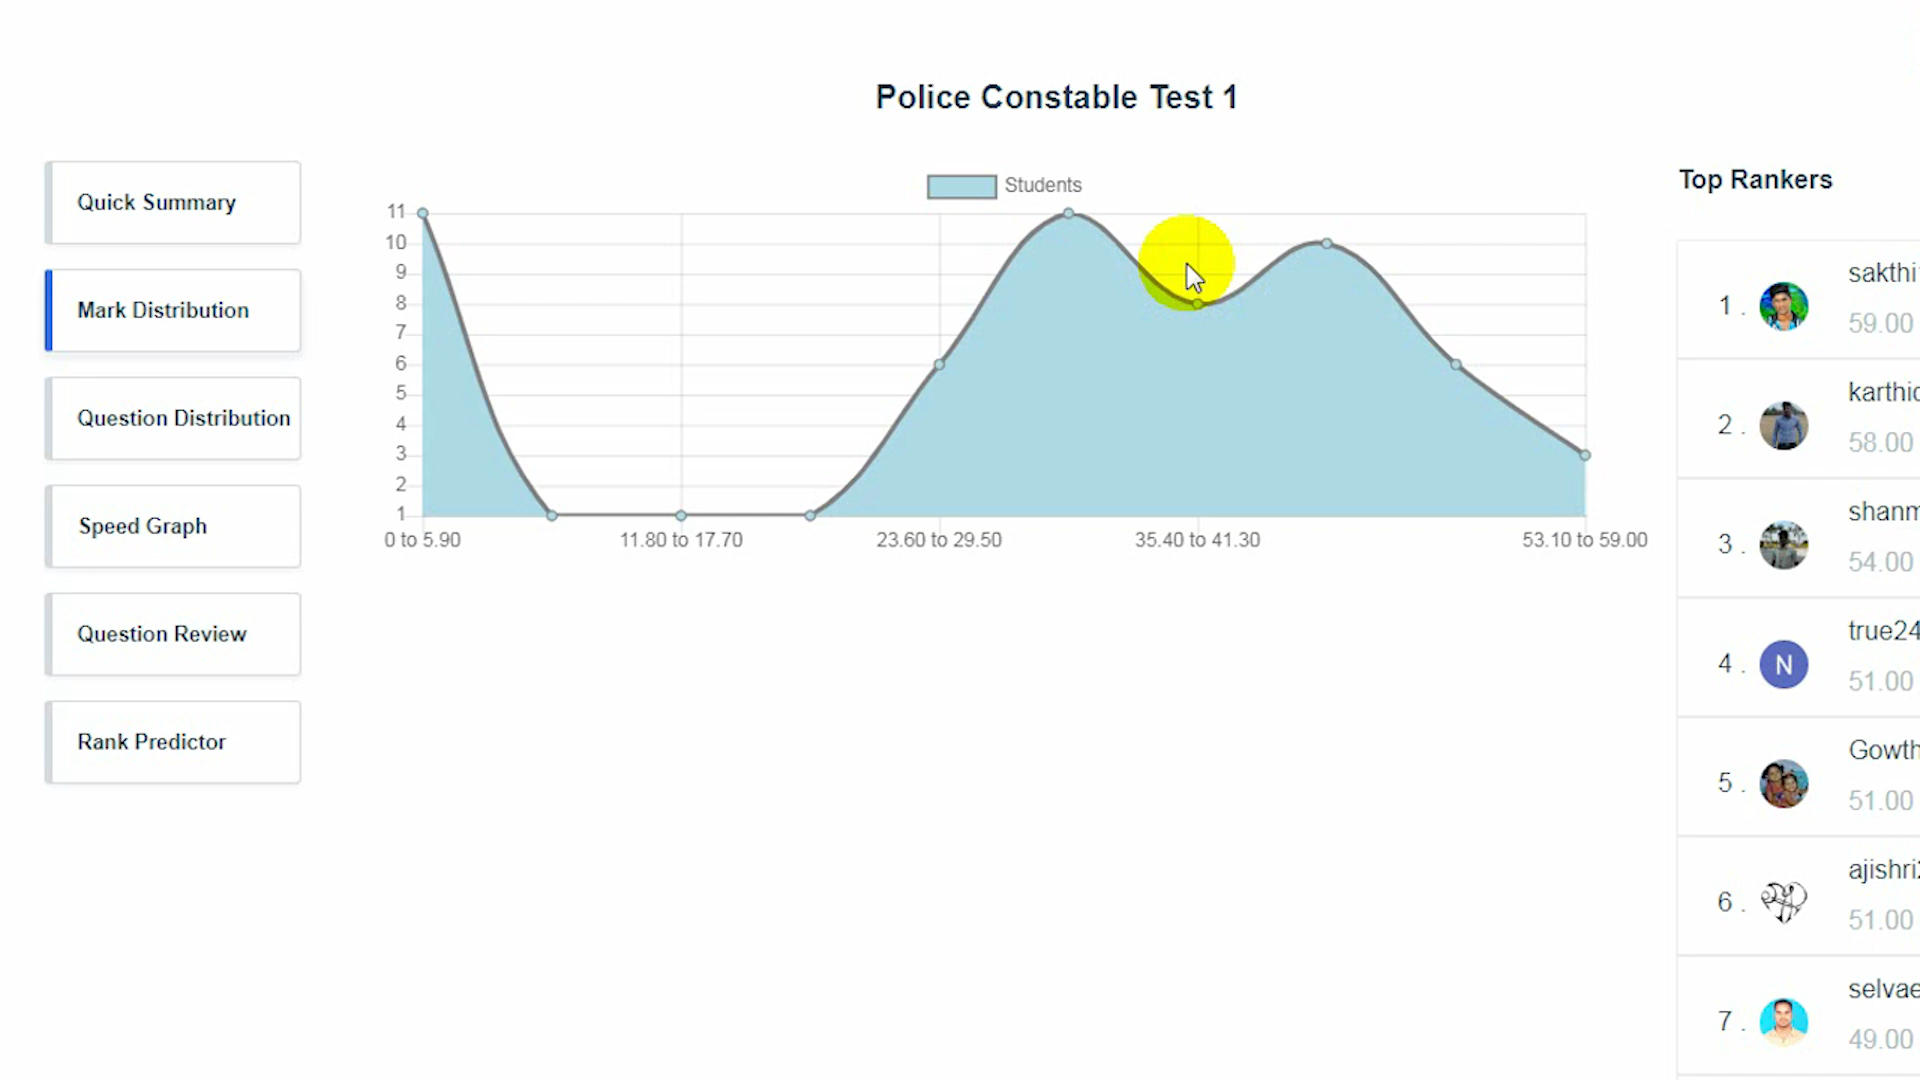 Police Constable Test 1
Quick Summary
Mark Distribution
Question Distribution
Speed Graph
Question Review
Rank Predictor
Students
11
10
9
8
7
6
5
4
3
2
1
0 to 5.90
11.80 to 17.70
23.60 to 29.50
35.40 to 41.30
53.10 to 59.00
Top Rankers
1 .
sakthi
59.00
2 .
58.00
3 .
54.00
4 .
N
true24
51.00
5 .
Gowth
51.00
6 .
51.00
7 .
49.00